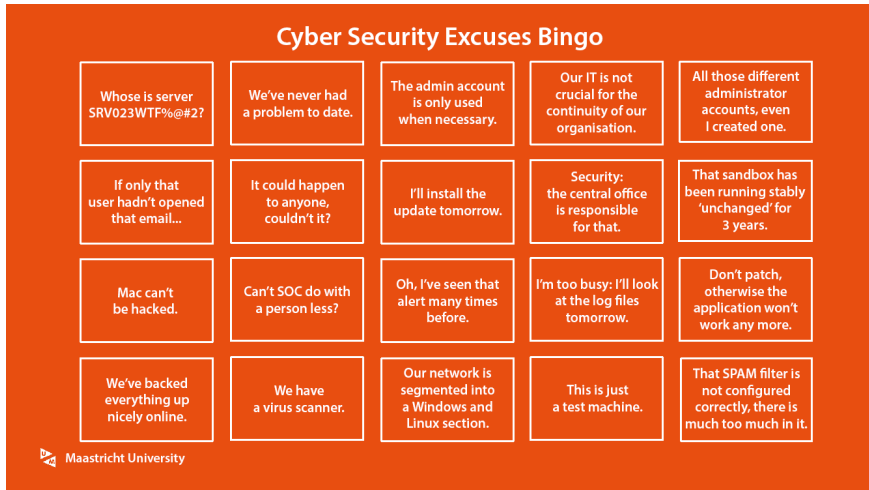 Cyber Security Excuses Bingo
Whose is server
SRV023WTF%@#2?
We've never had
a problem to date.
The admin account
is only used
when necessary.
Our IT is not
crucial for the
continuity of our
organisation.
All those different
administrator
accounts, even
I created one.
If only that
user hadn't opened
that email...
It could happen
to anyone,
couldn't it?
I'll install the
update tomorrow.
Security:
the central office
is responsible
for that.
That sandbox has
been running stably
'unchanged' for
3 years.
Mac can't
be hacked.
Can't SOC do with
a person less?
Oh, I've seen that
alert many times
before.
I'm too busy: I'll look
at the log files
tomorrow.
Don't patch,
otherwise the
application won't
work any more.
We've backed
everything up
nicely online.
We have
a virus scanner.
Our network is
segmented into
a Windows and
Linux section.
This is just
a test machine.
That SPAM filter is
not configured
correctly, there is
much too much in it.
Maastricht University